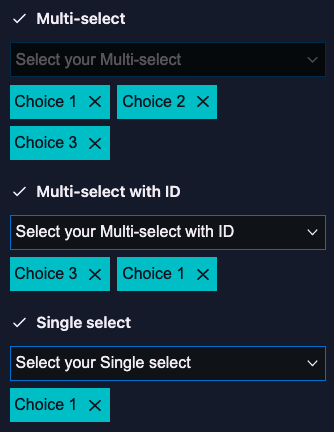 Multi-select
Select your Multi-select
Choice 1 Choice 2
Choice 3
Multi-select with ID
Select your Multi-select with ID
Choice 3 Choice 1
Single select
Select your Single select
Choice 1